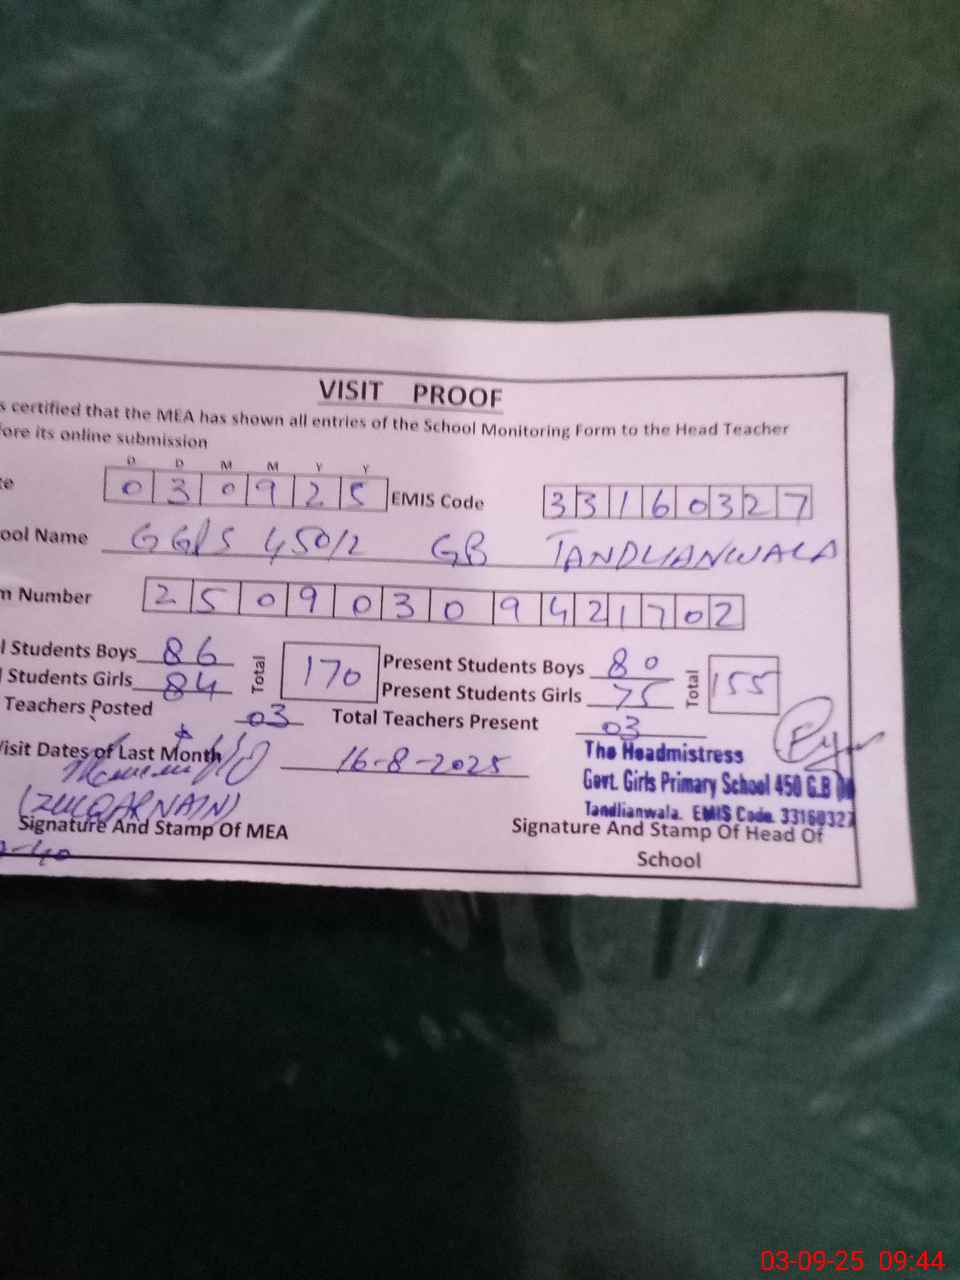 VISIT PROOF
s certified that the MEA has shown all entries of the School Monitoring Form to the Head Teacher
fore its online submission
D D M M Y Y
te 0 3 0 9 2 5 EMIS Code 3 3 1 6 0 3 2 7
ool Name GGPS 450/2 GB TANDLIANWALA
m Number 2 5 0 9 0 3 0 9 4 2 1 7 0 2
l Students Boys 86 Total 170 Present Students Boys 80 Total 155
Students Girls 84 Present Students Girls 75
Teachers Posted 03 Total Teachers Present 03
Visit Dates of Last Month 16-8-2025
The Headmistress
Govt. Girls Primary School 450 G.B
Tandlianwala. EMIS Code. 33160327
(ZULQARNAIN)
Signature And Stamp Of MEA Signature And Stamp Of Head Of
School
03-09-25 09:44